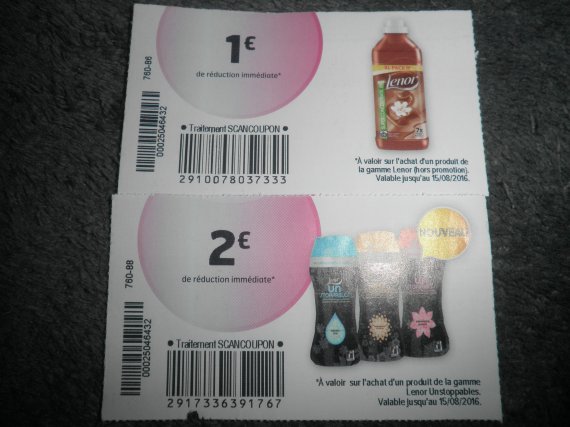 1€
de réduction immédiate*
760-86
00025046432
• Traitement SCANCOUPON •
2910078037333
Lenor
*À valoir sur l'achat d'un produit de
la gamme Lenor (hors promotion).
Valable jusqu'au 15/08/2016.
2€
de réduction immédiate*
760-88
00025046432
• Traitement SCANCOUPON •
2917336391767
NOUVEAU
UN
*À valoir sur l'achat d'un produit de la gamme
Lenor Unstoppables.
Valable jusqu'au 15/08/2016.